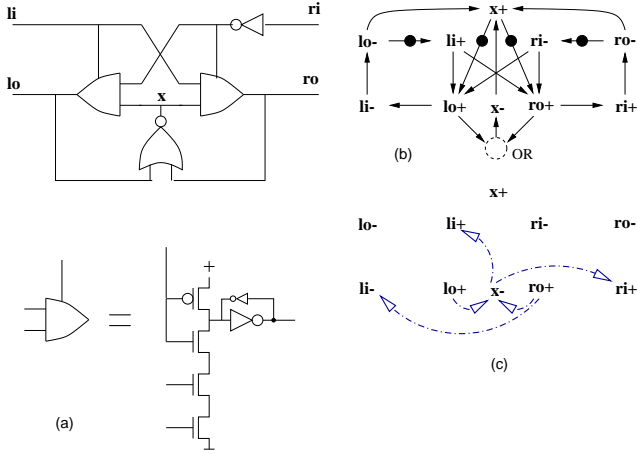 li
ri
lo
ro
x
(a)
=
+
x+
lo-
li+
ri-
ro-
li-
lo+
x-
ro+
ri+
OR
(b)
x+
lo-
li+
ri-
ro-
li-
lo+
x-
ro+
ri+
(c)